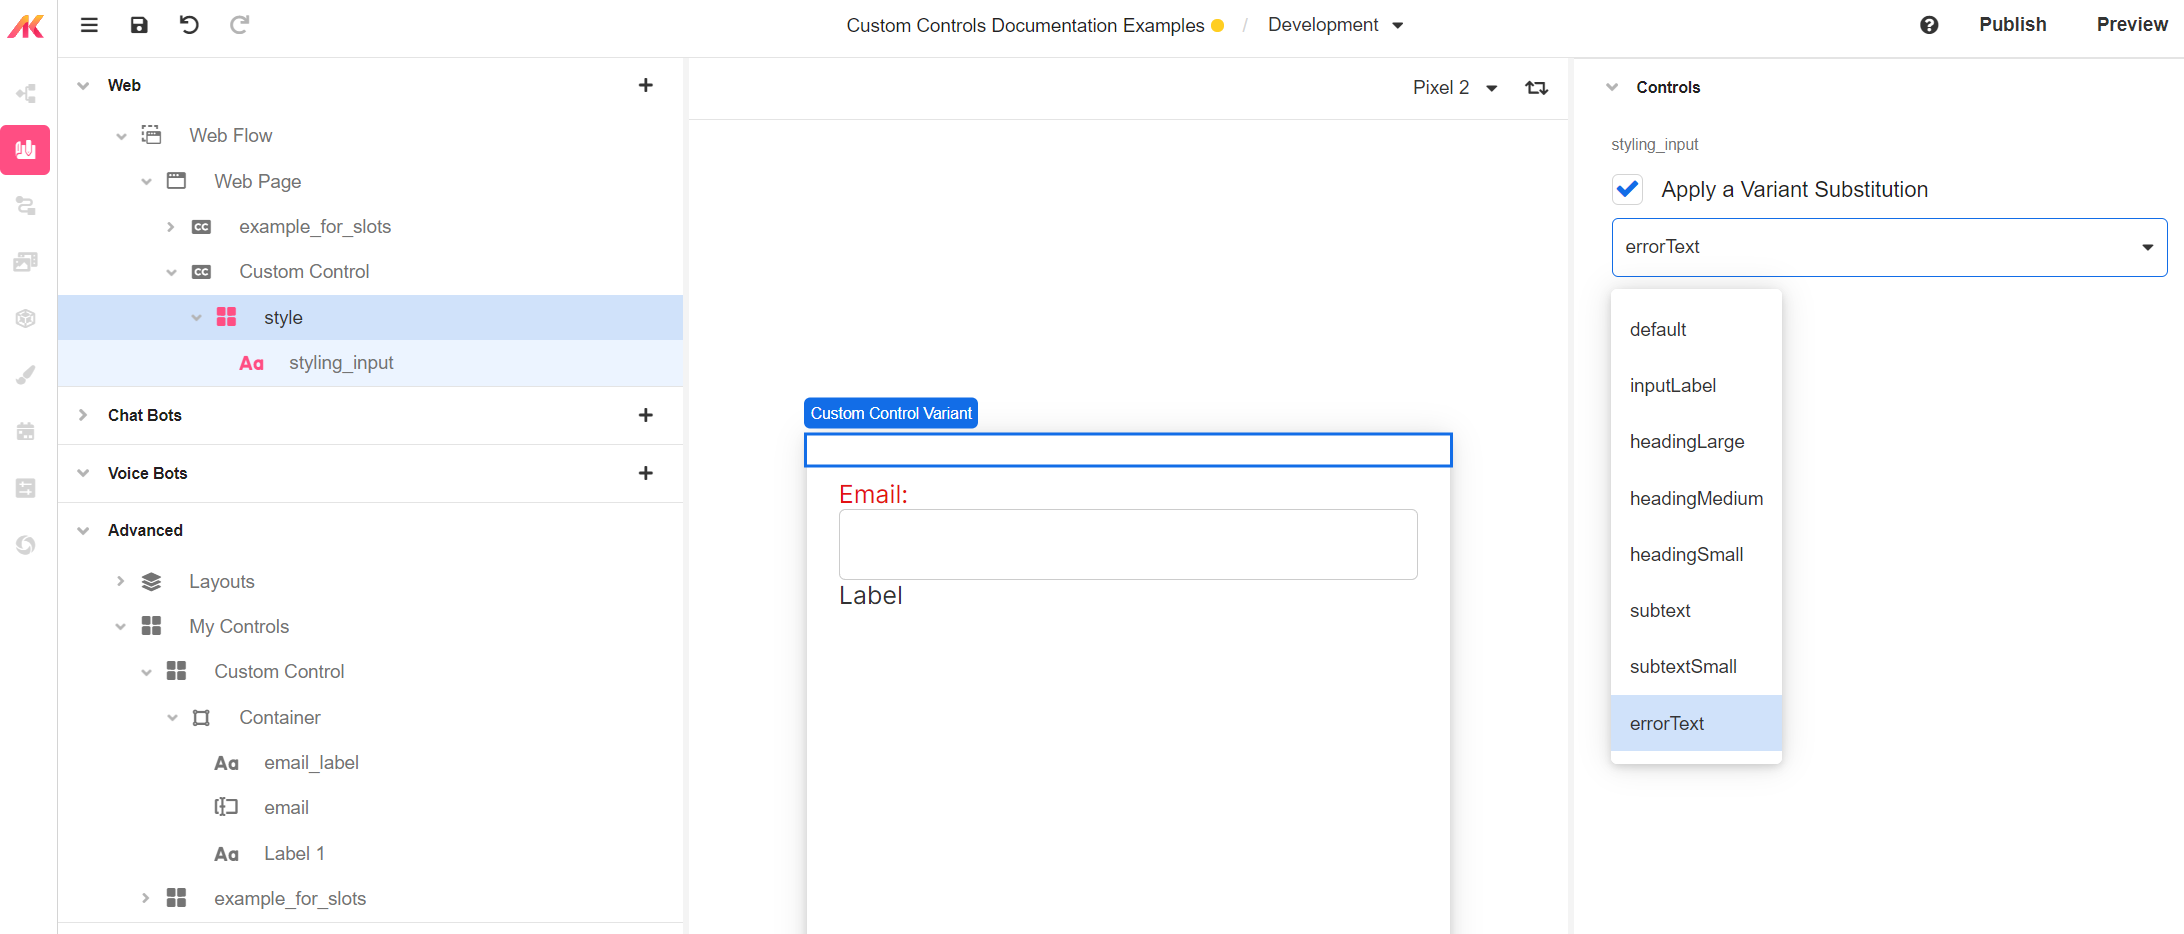 Custom Controls Documentation Examples / Development
Publish
Preview
Web
Web Flow
Web Page
CC example_for_slots
CC Custom Control
style
Aa styling_input
Chat Bots
Voice Bots
Advanced
Layouts
My Controls
Custom Control
Container
Aa email_label
email
Aa Label 1
example_for_slots
Pixel 2
Custom Control Variant
Email:
Label
Controls
styling_input
Apply a Variant Substitution
errorText
default
inputLabel
headingLarge
headingMedium
headingSmall
subtext
subtextSmall
errorText